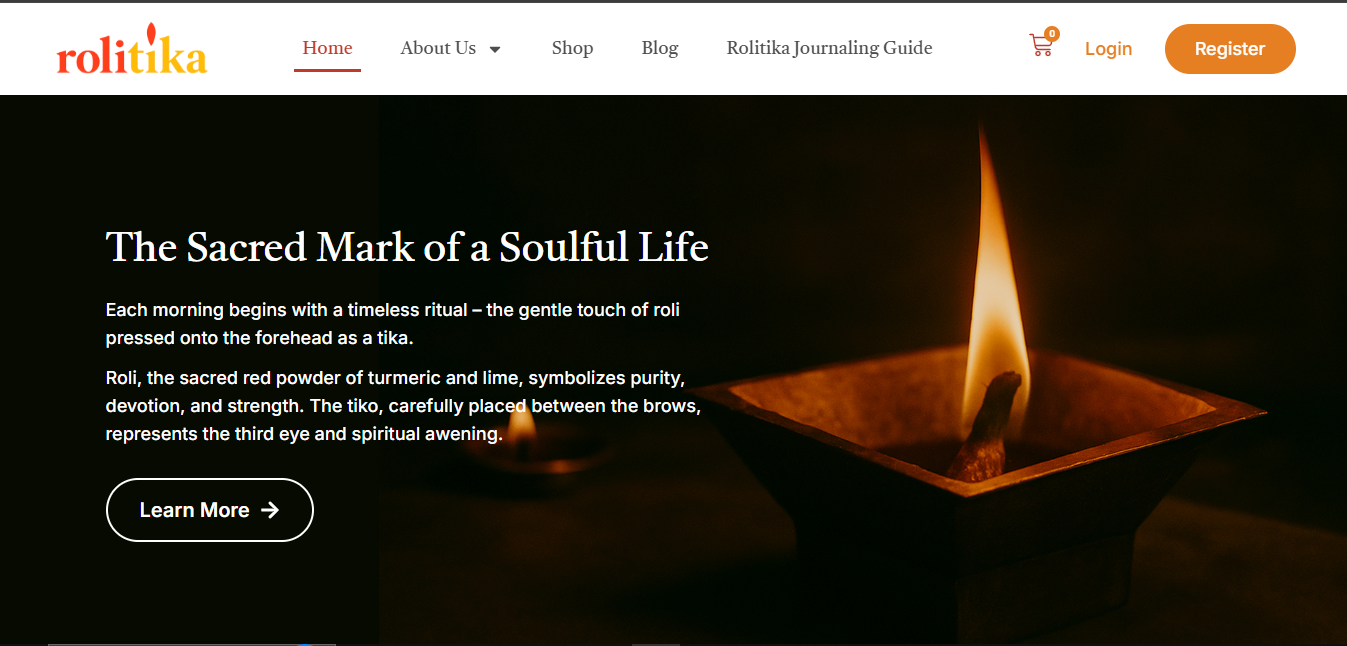 rolitika
Home
About Us
Shop
Blog
Rolitika Journaling Guide
0
Login
Register
The Sacred Mark of a Soulful Life
Each morning begins with a timeless ritual – the gentle touch of roli
pressed onto the forehead as a tika.
Roli, the sacred red powder of turmeric and lime, symbolizes purity,
devotion, and strength. The tiko, carefully placed between the brows,
represents the third eye and spiritual awening.
Learn More